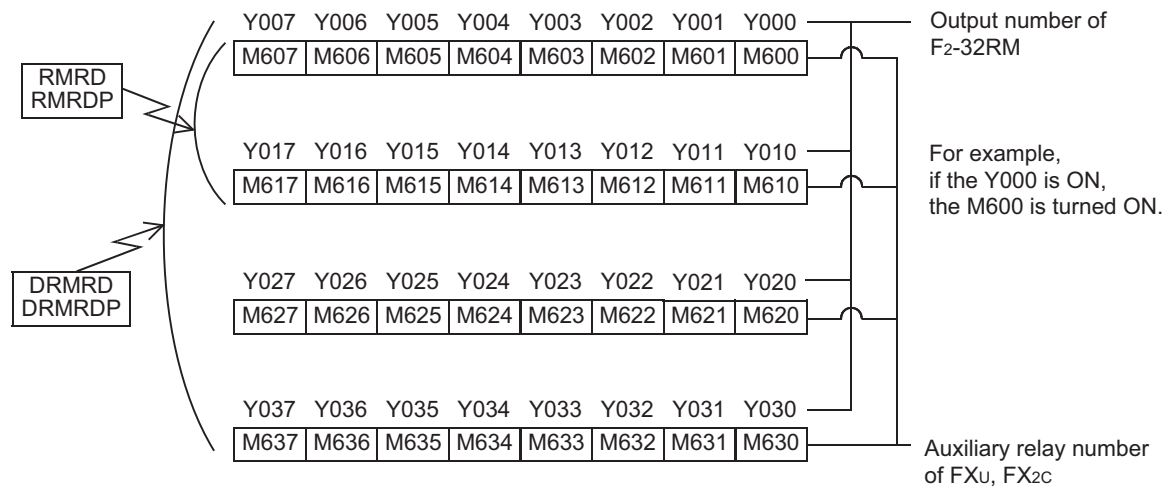 Y007 Y006 Y005 Y004 Y003 Y002 Y001 Y000
M607 M606 M605 M604 M603 M602 M601 M600
Output number of
F2-32RM
RMRD
RMRDP
Y017 Y016 Y015 Y014 Y013 Y012 Y011 Y010
M617 M616 M615 M614 M613 M612 M611 M610
For example,
if the Y000 is ON,
the M600 is turned ON.
DRMRD
DRMRDP
Y027 Y026 Y025 Y024 Y023 Y022 Y021 Y020
M627 M626 M625 M624 M623 M622 M621 M620
Y037 Y036 Y035 Y034 Y033 Y032 Y031 Y030
M637 M636 M635 M634 M633 M632 M631 M630
Auxiliary relay number
of FXU, FX2C